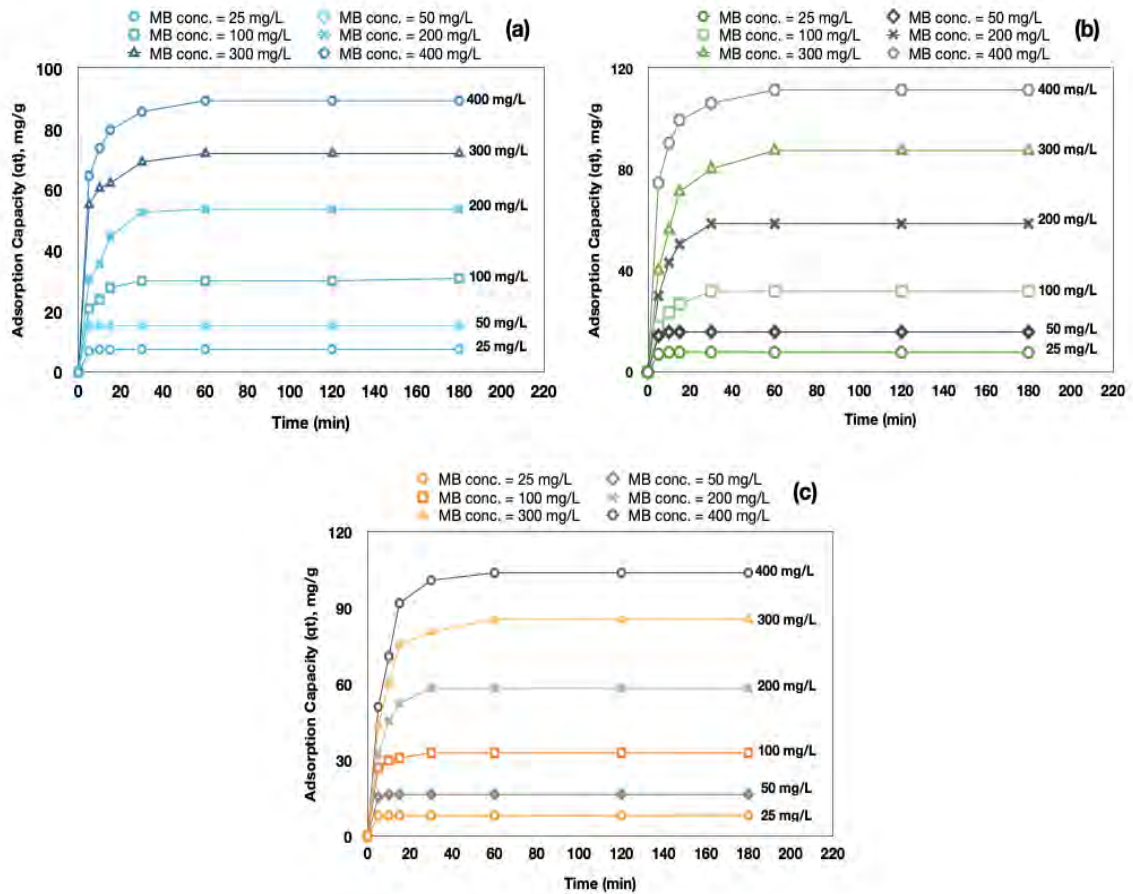 MB conc. = 25 mg/L MB conc. = 50 mg/L
MB conc. = 100 mg/L MB conc. = 200 mg/L
MB conc. = 300 mg/L MB conc. = 400 mg/L
(a)
Adsorption Capacity (qt), mg/g
100
80
60
40
20
0
400 mg/L
300 mg/L
200 mg/L
100 mg/L
50 mg/L
25 mg/L
0 20 40 60 80 100 120 140 160 180 200 220
Time (min)
MB conc. = 25 mg/L MB conc. = 50 mg/L
MB conc. = 100 mg/L MB conc. = 200 mg/L
MB conc. = 300 mg/L MB conc. = 400 mg/L
(b)
Adsorption Capacity (qt), mg/g
120
80
40
0
400 mg/L
300 mg/L
200 mg/L
100 mg/L
50 mg/L
25 mg/L
0 20 40 60 80 100 120 140 160 180 200 220
Time (min)
MB conc. = 25 mg/L MB conc. = 50 mg/L
MB conc. = 100 mg/L MB conc. = 200 mg/L
MB conc. = 300 mg/L MB conc. = 400 mg/L
(c)
Adsorption Capacity (qt), mg/g
120
90
60
30
0
400 mg/L
300 mg/L
200 mg/L
100 mg/L
50 mg/L
25 mg/L
0 20 40 60 80 100 120 140 160 180 200 220
Time (min)